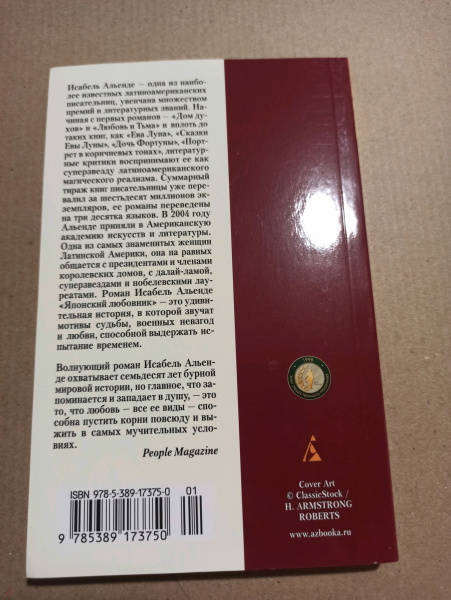 Исабель Альенде — одна из наибо-
лее известных латиноамериканских
писательниц, увенчана множеством
премий и литературных званий. На-
чиная с первых романов — «Дом ду-
хов» и «Любовь и Тьма» и вплоть до
таких книг, как «Ева Луна», «Сказки
Евы Луны», «Дочь Фортуны», «Порт-
рет в коричневых тонах», литератур-
ные критики воспринимают ее как
суперзвезду латиноамериканского
магического реализма. Суммарный
тираж книг писательницы уже пере-
валил за шестьдесят миллионов эк-
земпляров, ее романы переведены
на три десятка языков. В 2004 году
Альенде приняли в Американскую
академию искусств и литературы.
Одна из самых знаменитых женщин
Латинской Америки, она на равных
общается с президентами и членами
королевских домов, с далай-ламой,
суперзвездами и нобелевскими лау-
реатами. Роман Исабель Альенде
«Японский любовник» — это удиви-
тельная история, в которой звучат
мотивы судьбы, военных невзгод
и любви, способной выдержать ис-
пытание временем.
Волнующий роман Исабель Альен-
де охватывает семьдесят лет бурной
мировой истории, но главное, что за-
поминается и западает в душу, — это
то, что любовь — все ее виды — спо-
собна пустить корни повсюду и вы-
жить в самых мучительных усло-
виях.
People Magazine
ISBN 978-5-389-17375-0 01
9 785389 173750
1998
Cover Art
© ClassicStock /
H. ARMSTRONG
ROBERTS
www.azbooka.ru